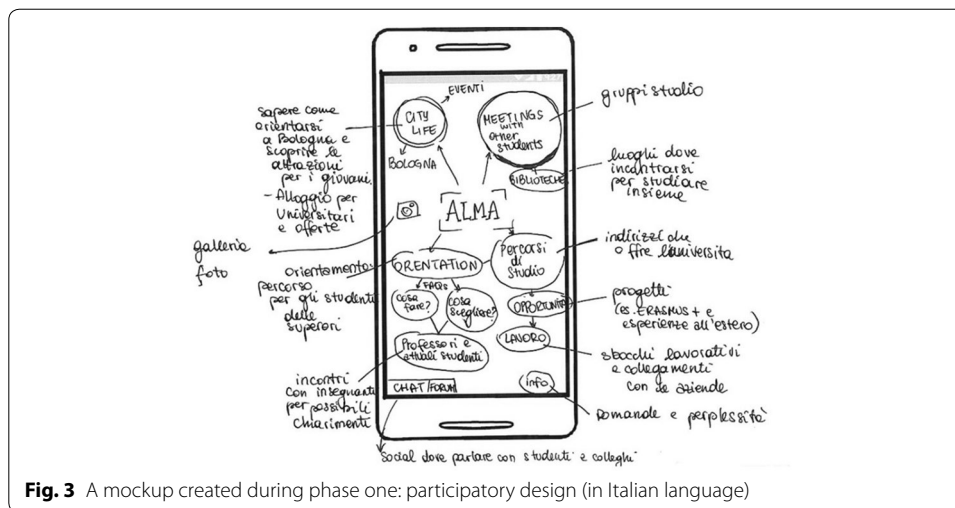 EVENTI
CITY
LIFE
BOLOGNA
sapere come
orientarsi
a Bologna e
scoprire le
attrazioni
per i giovani.
- Alloggio per
Universitari
e offerte
MEETINGS
with
other
students
gruppi studio
BIBLIOTECHE
luoghi dove
incontrarsi
per studiare
insieme
ALMA
galleria
foto
ORENTATION
orientamento:
percorso
per gli studenti
delle
superiori
Percorsi
di
Studio
indirizzi che
offre l'università
FAQs
cosa
fare?
cosa
scegliere?
OPPORTUNITÀ
progetti
(es. ERASMUS + e
esperienze all'estero)
LAVORO
sbocchi lavorativi
e collegamenti
con le aziende
Professori e
attuali studenti
incontri
con insegnanti
per possibili
chiarimenti
CHAT/FORUM
info
Domande e perplessità
Social dove parlare con studenti e colleghi
Fig. 3 A mockup created during phase one: participatory design (in Italian language)